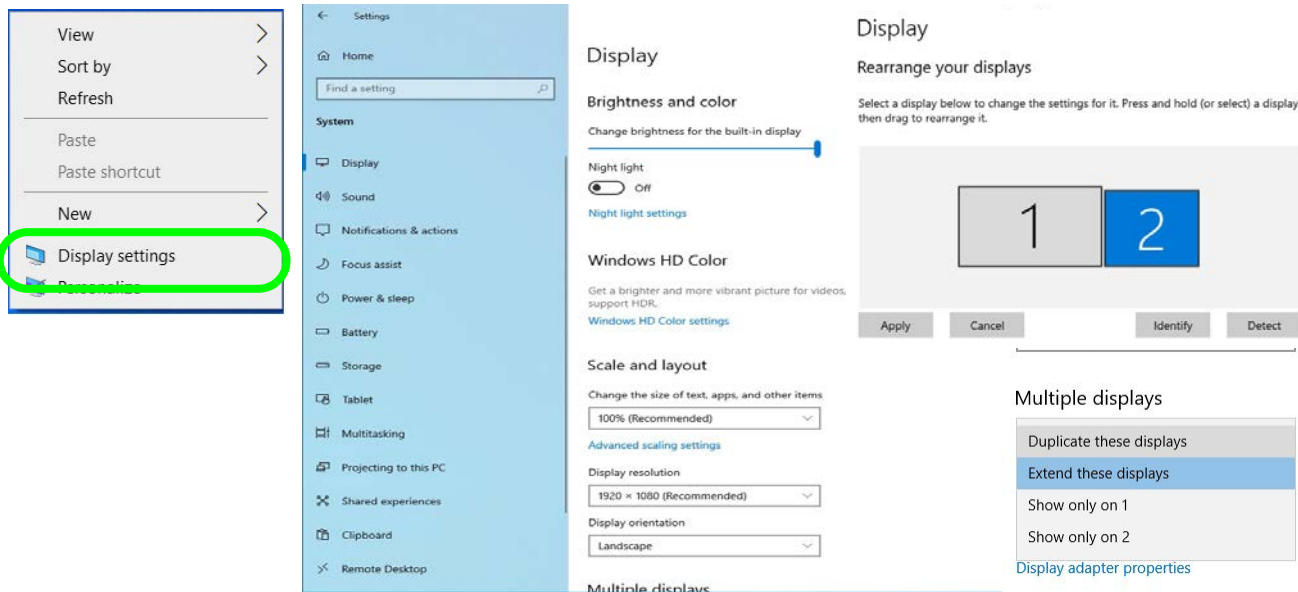 View
Sort by
Refresh
Paste
Paste shortcut
New
Display settings
Personalize
Settings
Home
Find a setting
System
Display
Sound
Notifications & actions
Focus assist
Power & sleep
Battery
Storage
Tablet
Multitasking
Projecting to this PC
Shared experiences
Clipboard
Remote Desktop
Display
Brightness and color
Change brightness for the built-in display
Night light
Off
Night light settings
Windows HD Color
Get a brighter and more vibrant picture for videos,
support HDR.
Windows HD Color settings
Scale and layout
Change the size of text, apps, and other items
100% (Recommended)
Advanced scaling settings
Display resolution
1920 × 1080 (Recommended)
Display orientation
Landscape
Multiple displays
Display
Rearrange your displays
Select a display below to change the settings for it. Press and hold (or select) a display
then drag to rearrange it.
1
2
Apply
Cancel
Identify
Detect
Multiple displays
Duplicate these displays
Extend these displays
Show only on 1
Show only on 2
Display adapter properties